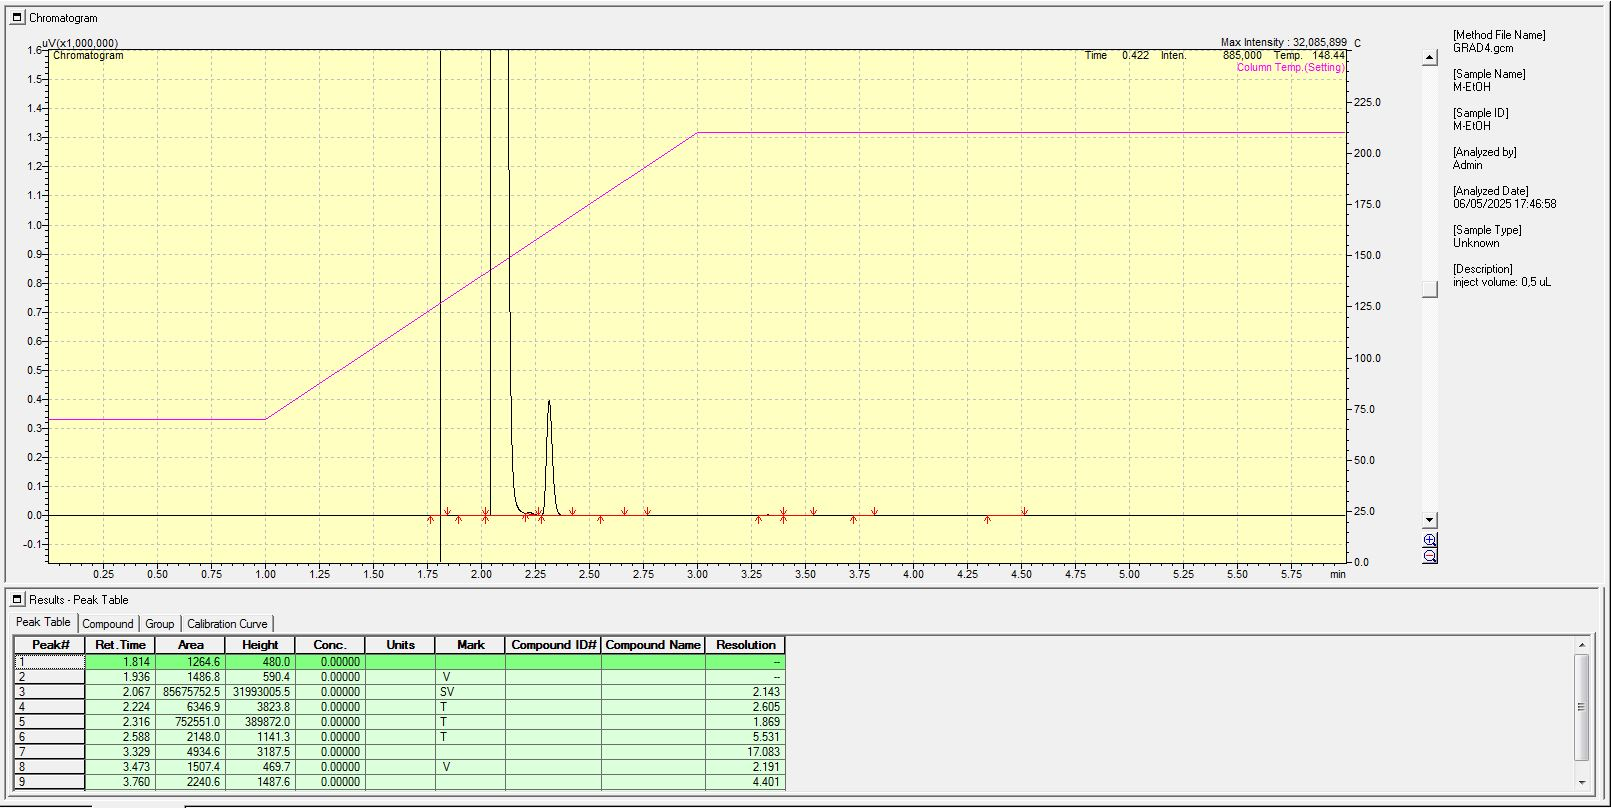 Chromatogram
uV(x1,000,000)
Max Intensity : 32,085,899
C
Chromatogram
Time 0.422 Inten. 885,000 Temp. 148.44
Column Temp.(Setting)
1.6
1.5
1.4
1.3
1.2
1.1
1.0
0.9
0.8
0.7
0.6
0.5
0.4
0.3
0.2
0.1
0.0
-0.1
225.0
200.0
175.0
150.0
125.0
100.0
75.0
50.0
25.0
0.0
0.25 0.50 0.75 1.00 1.25 1.50 1.75 2.00 2.25 2.50 2.75 3.00 3.25 3.50 3.75 4.00 4.25 4.50 4.75 5.00 5.25 5.50 5.75 min
[Method File Name]
GRAD4.gcm
[Sample Name]
M-EtOH
[Sample ID]
M-EtOH
[Analyzed by]
Admin
[Analyzed Date]
06/05/2025 17:46:58
[Sample Type]
Unknown
[Description]
inject volume: 0,5 uL
Results - Peak Table
Peak Table Compound Group Calibration Curve
Peak# Ret.Time Area Height Conc. Units Mark Compound ID# Compound Name Resolution
1 1.814 1264.6 480.0 0.00000 --
2 1.936 1486.8 590.4 0.00000 V --
3 2.067 85675752.5 31993005.5 0.00000 SV 2.143
4 2.224 6346.9 3823.8 0.00000 T 2.605
5 2.316 752551.0 389872.0 0.00000 T 1.869
6 2.588 2148.0 1141.3 0.00000 T 5.531
7 3.329 4934.6 3187.5 0.00000 17.083
8 3.473 1507.4 469.7 0.00000 V 2.191
9 3.760 2240.6 1487.6 0.00000 4.401